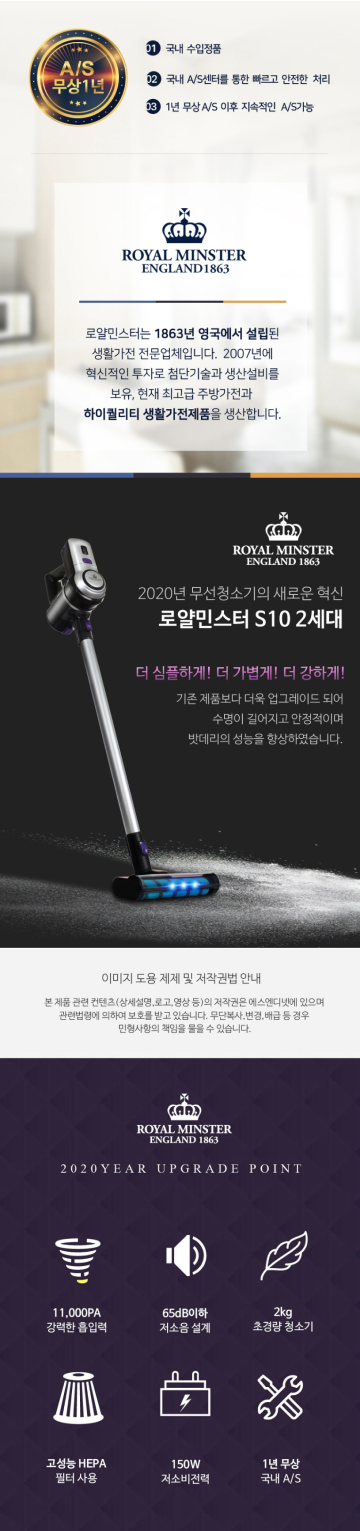 A/S
무상1년
01 국내 수입정품
02 국내 A/S센터를 통한 빠르고 안전한 처리
03 1년 무상 A/S 이후 지속적인 A/S가능
ROYAL MINSTER
ENGLAND1863
로얄민스터는 1863년 영국에서 설립된
생활가전 전문업체입니다. 2007년에
혁신적인 투자로 첨단기술과 생산설비를
보유, 현재 최고급 주방가전과
하이퀄리티 생활가전제품을 생산합니다.
ROYAL MINSTER
ENGLAND 1863
2020년 무선청소기의 새로운 혁신
로얄민스터 S10 2세대
더 심플하게! 더 가볍게! 더 강하게!
기존 제품보다 더욱 업그레이드 되어
수명이 길어지고 안정적이며
밧데리의 성능을 향상하였습니다.
이미지 도용 제제 및 저작권법 안내
본 제품 관련 컨텐츠(상세설명,로고,영상 등)의 저작권은 에스엔디넷에 있으며
관련법령에 의하여 보호를 받고 있습니다. 무단복사,변경,배급 등 경우
민형사항의 책임을 물을 수 있습니다.
ROYAL MINSTER
ENGLAND 1863
2020YEAR UPGRADE POINT
11,000PA
강력한 흡입력
65dB이하
저소음 설계
2kg
초경량 청소기
고성능 HEPA
필터 사용
150W
저소비전력
1년 무상
국내 A/S